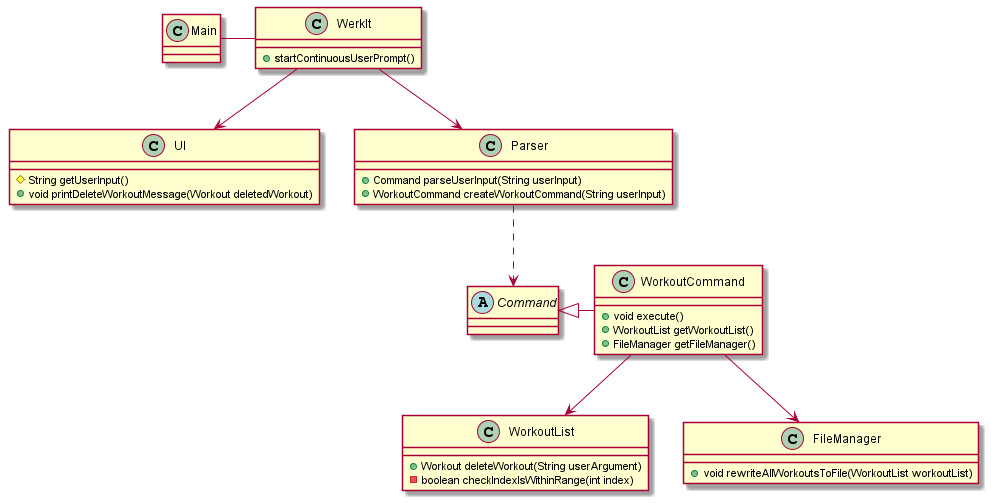 C Main
C WerkIt
startContinuousUserPrompt()
C UI
String getUserInput()
void printDeleteWorkoutMessage(Workout deletedWorkout)
C Parser
Command parseUserInput(String userInput)
WorkoutCommand createWorkoutCommand(String userInput)
A Command
C WorkoutCommand
void execute()
WorkoutList getWorkoutList()
FileManager getFileManager()
C WorkoutList
Workout deleteWorkout(String userArgument)
boolean checkIndexIsWithinRange(int index)
C FileManager
void rewriteAllWorkoutsToFile(WorkoutList workoutList)